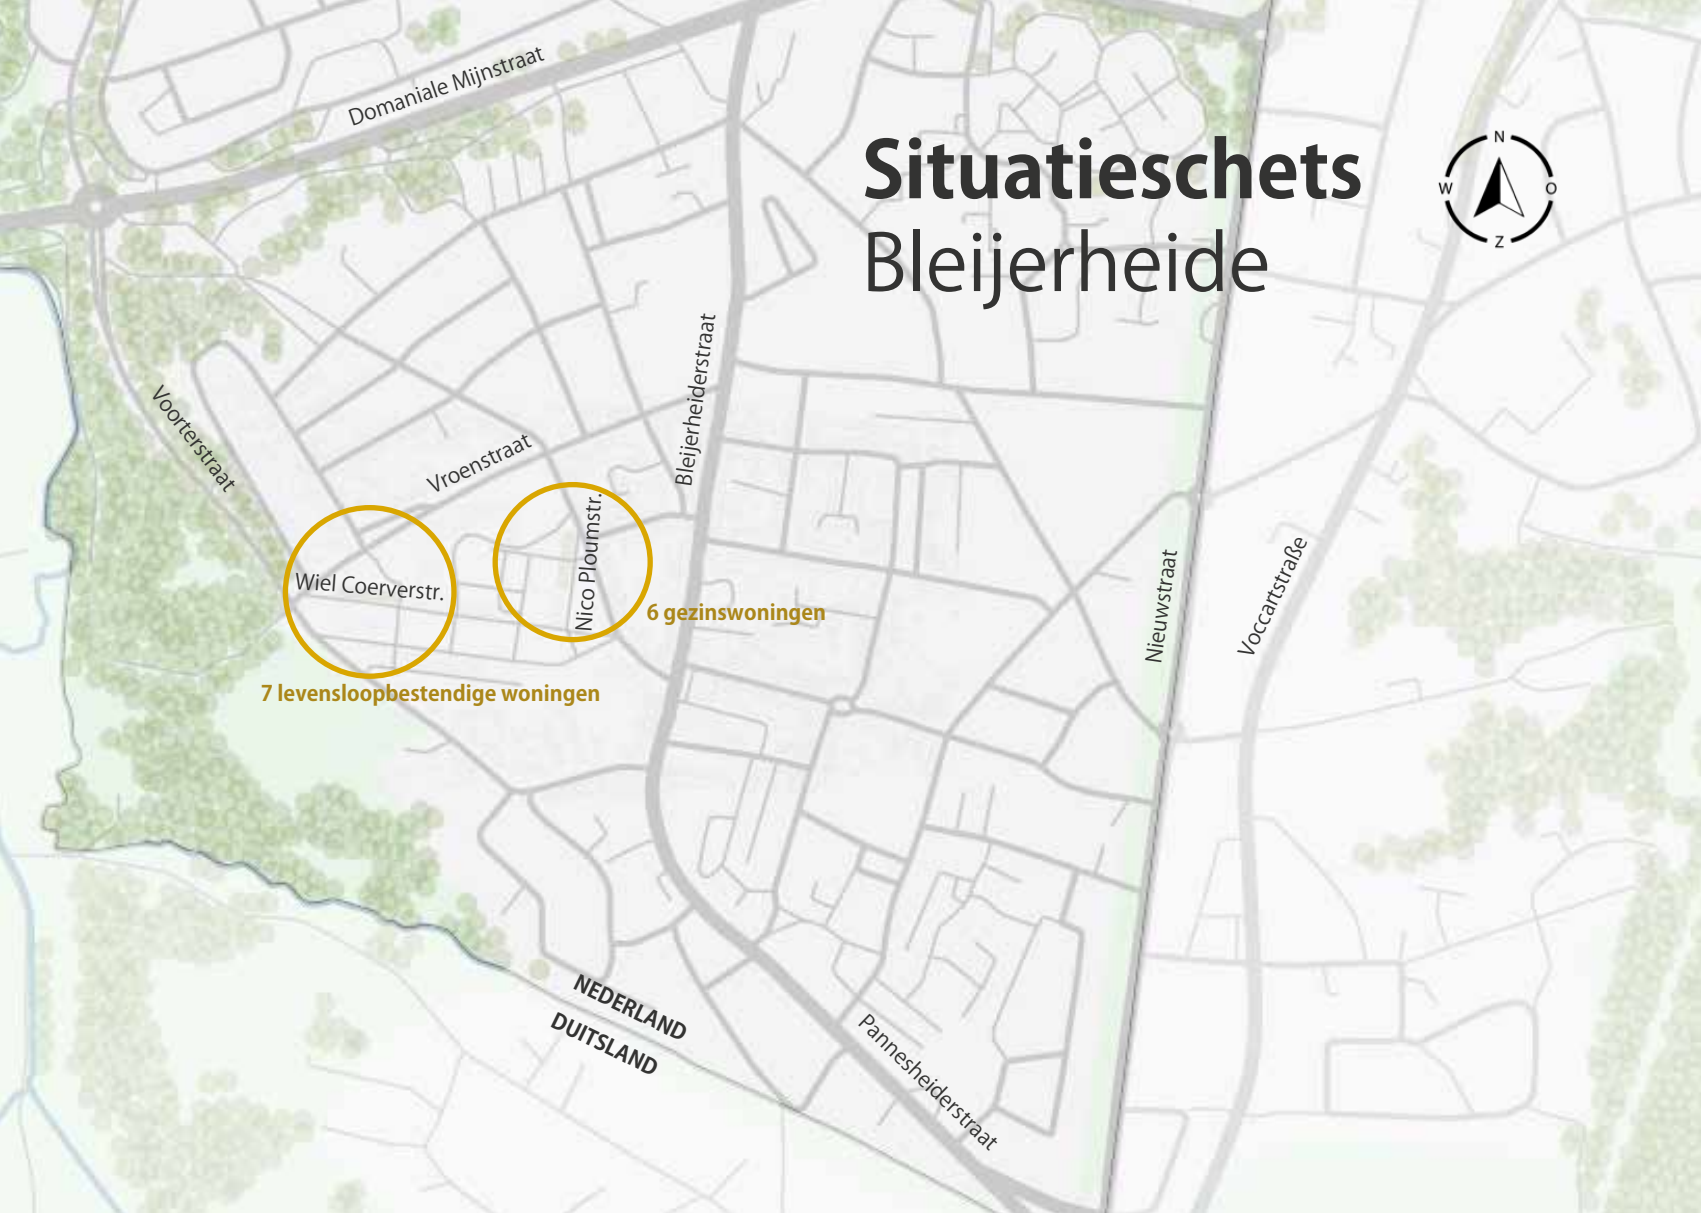 Domaniale Mijnstraat
Situatieschets
Bleijerheide
N
W
O
Z
Voorterstraat
Vroenstraat
Bleijerheiderstraat
Wiel Coerverstr.
Nico Ploumstr.
6 gezinswoningen
7 levensloopbestendige woningen
Nieuwstraat
Voccartstraße
NEDERLAND
DUITSLAND
Pannesheiderstraat